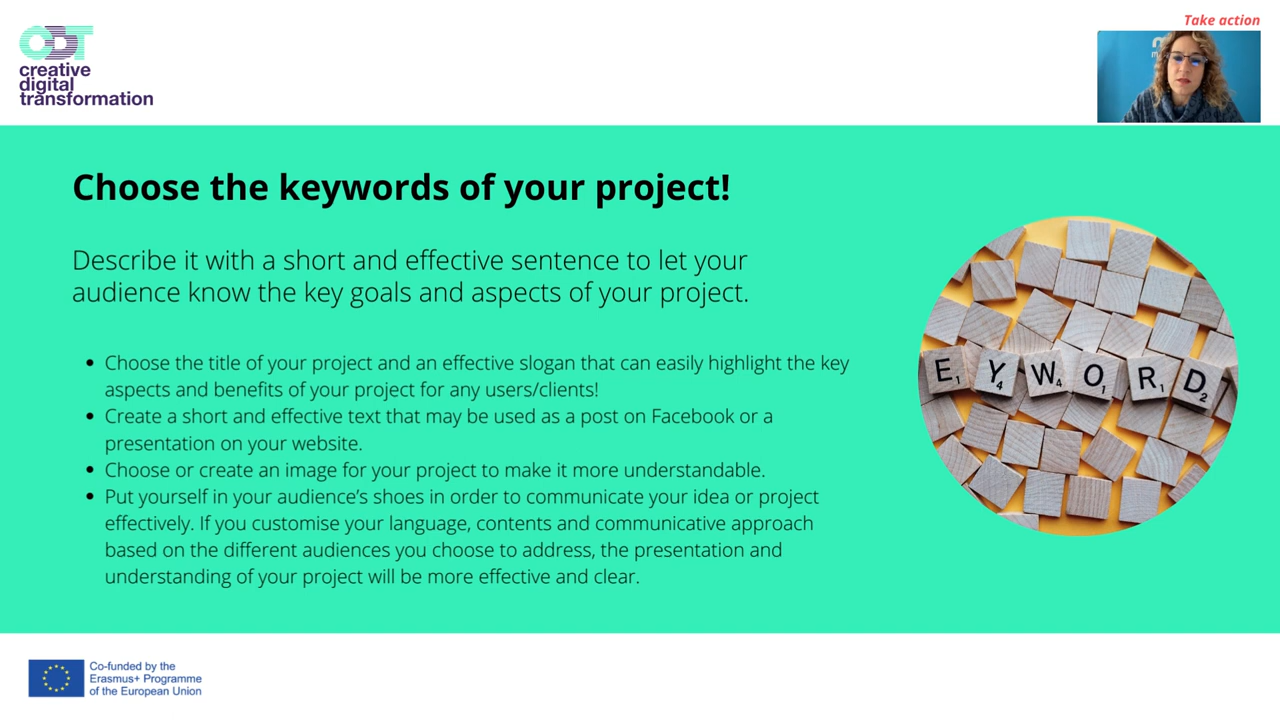 CDT
creative
digital
transformation
Take action
Choose the keywords of your project!
Describe it with a short and effective sentence to let your
audience know the key goals and aspects of your project.
• Choose the title of your project and an effective slogan that can easily highlight the key
aspects and benefits of your project for any users/clients!
• Create a short and effective text that may be used as a post on Facebook or a
presentation on your website.
• Choose or create an image for your project to make it more understandable.
• Put yourself in your audience’s shoes in order to communicate your idea or project
effectively. If you customise your language, contents and communicative approach
based on the different audiences you choose to address, the presentation and
understanding of your project will be more effective and clear.
E1 Y4 W4 O1 R1 D2
Co-funded by the
Erasmus+ Programme
of the European Union